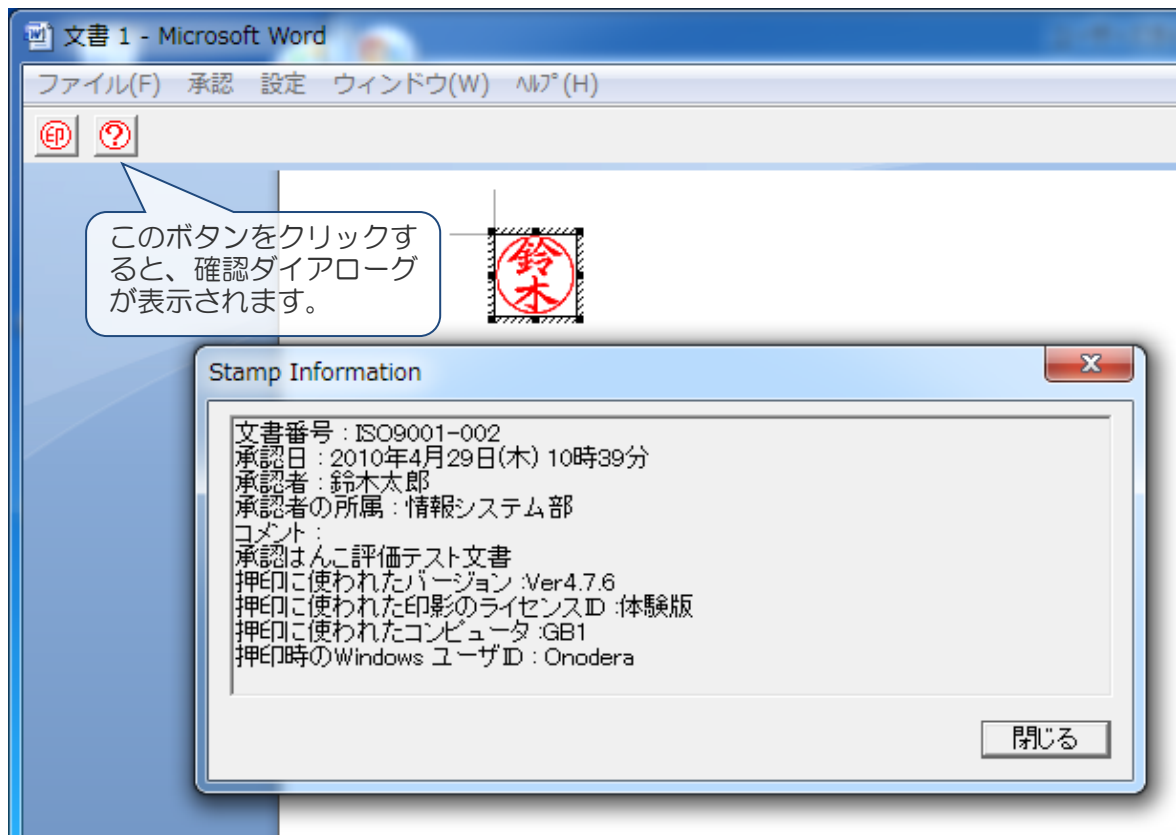 文書 1 - Microsoft Word
ファイル(F) 承認 設定 ウィンドウ(W) ﾍﾙﾌﾟ(H)
印 ?
このボタンをクリックす
ると、確認ダイアローグ
が表示されます。
鈴
木
Stamp Information
文書番号：ISO9001-002
承認日：2010年4月29日(木) 10時39分
承認者：鈴木太郎
承認者の所属：情報システム部
コメント：
承認はんこ評価テスト文書
押印に使われたバージョン:Ver4.7.6
押印に使われた印影のライセンスID:体験版
押印に使われたコンピュータ:GB1
押印時のWindows ユーザID：Onodera
閉じる